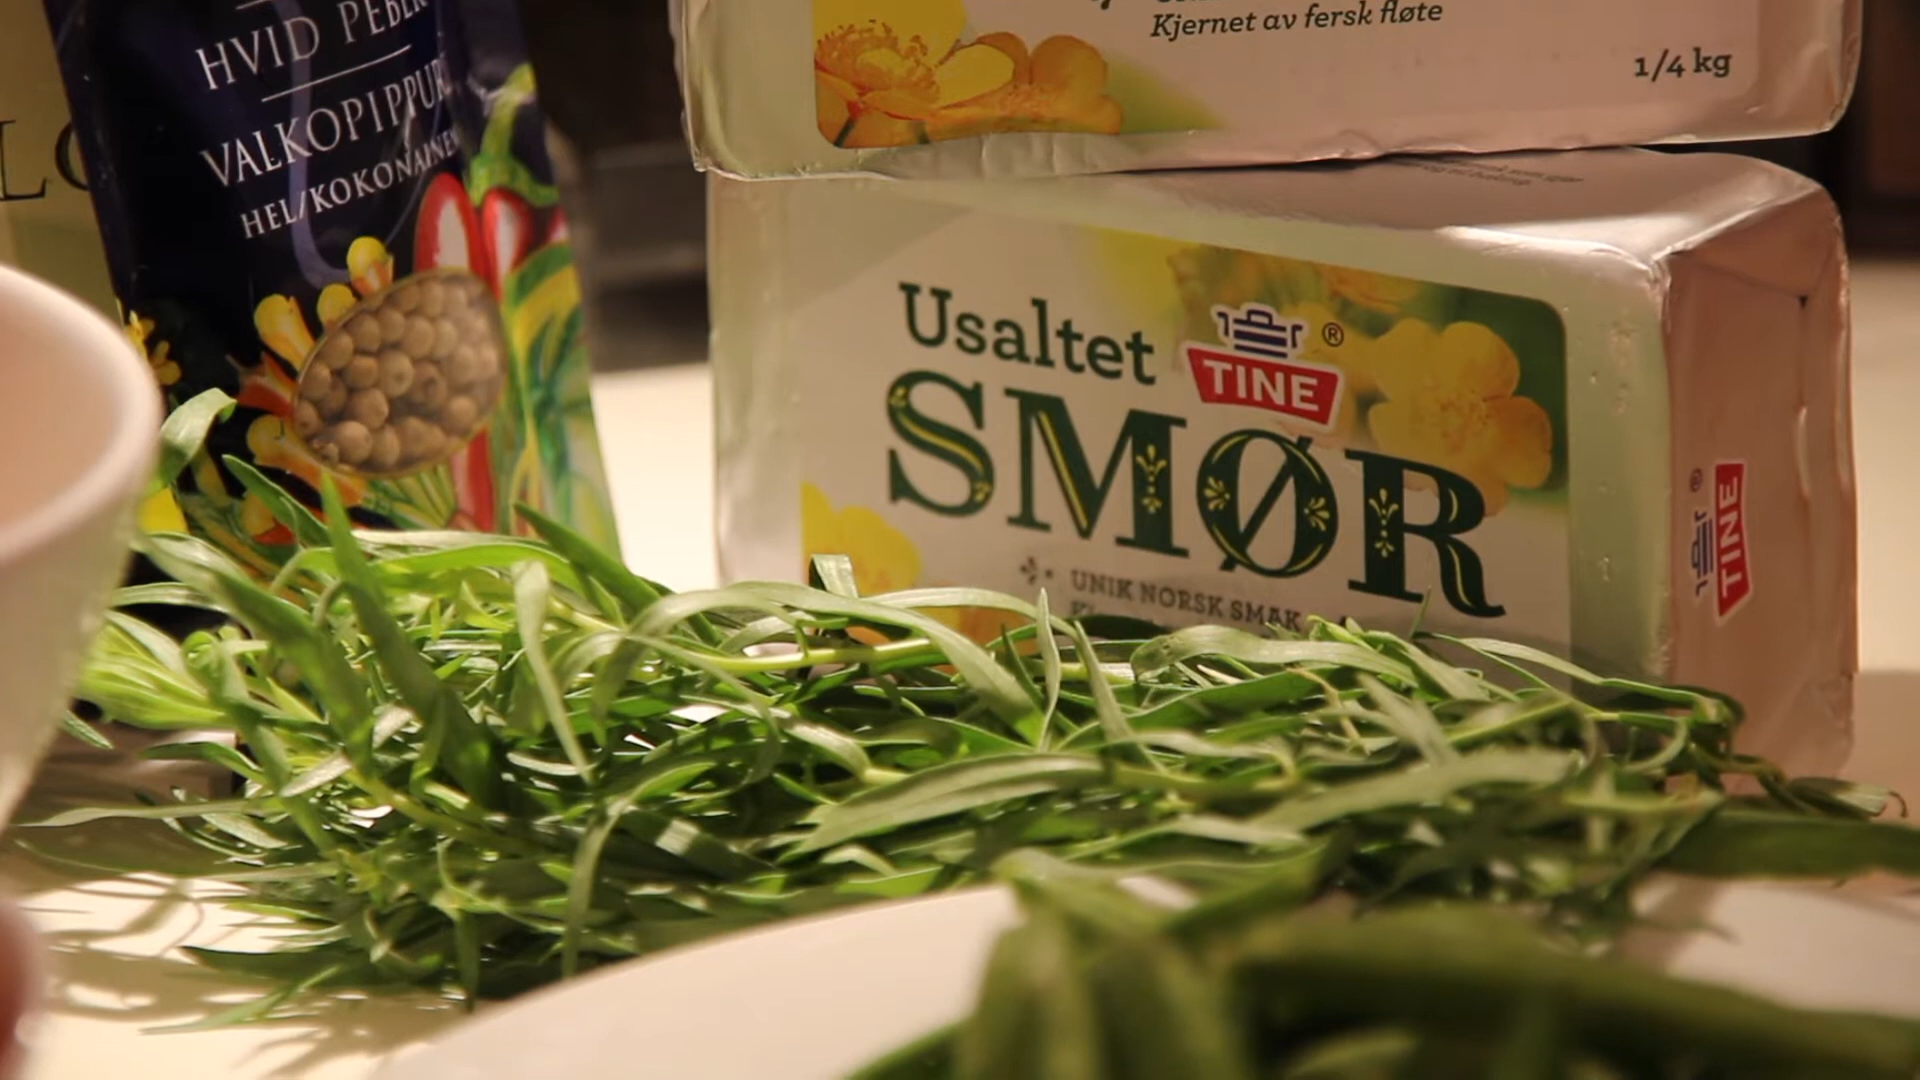 HVID PEBER
VALKOPIPPURI
HEL/KOKONAINEN
Kjernet av fersk fløte
1/4 kg
Usaltet
TINE
®
SMØR
UNIK NORSK SMAK
TINE
®